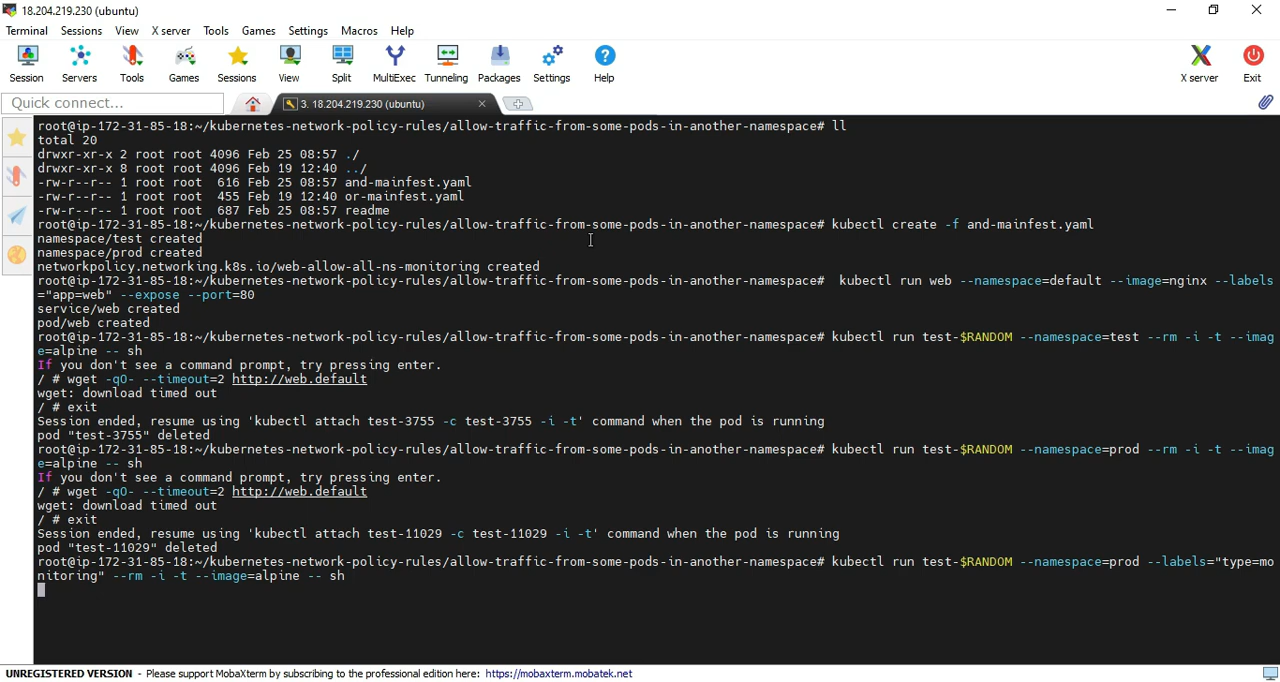 18.204.219.230 (ubuntu)
Terminal Sessions View X server Tools Games Settings Macros Help
Session Servers Tools Games Sessions View Split MultiExec Tunneling Packages Settings Help X server Exit
Quick connect... 3. 18.204.219.230 (ubuntu)
root@ip-172-31-85-18:~/kubernetes-network-policy-rules/allow-traffic-from-some-pods-in-another-namespace# ll
total 20
drwxr-xr-x 2 root root 4096 Feb 25 08:57 ./
drwxr-xr-x 8 root root 4096 Feb 19 12:40 ../
-rw-r--r-- 1 root root  616 Feb 25 08:57 and-mainfest.yaml
-rw-r--r-- 1 root root  455 Feb 19 12:40 or-mainfest.yaml
-rw-r--r-- 1 root root  687 Feb 25 08:57 readme
root@ip-172-31-85-18:~/kubernetes-network-policy-rules/allow-traffic-from-some-pods-in-another-namespace# kubectl create -f and-mainfest.yaml
namespace/test created
namespace/prod created
networkpolicy.networking.k8s.io/web-allow-all-ns-monitoring created
root@ip-172-31-85-18:~/kubernetes-network-policy-rules/allow-traffic-from-some-pods-in-another-namespace#  kubectl run web --namespace=default --image=nginx --labels
="app=web" --expose --port=80
service/web created
pod/web created
root@ip-172-31-85-18:~/kubernetes-network-policy-rules/allow-traffic-from-some-pods-in-another-namespace# kubectl run test-$RANDOM --namespace=test --rm -i -t --imag
e=alpine -- sh
If you don't see a command prompt, try pressing enter.
/ # wget -qO- --timeout=2 http://web.default
wget: download timed out
/ # exit
Session ended, resume using 'kubectl attach test-3755 -c test-3755 -i -t' command when the pod is running
pod "test-3755" deleted
root@ip-172-31-85-18:~/kubernetes-network-policy-rules/allow-traffic-from-some-pods-in-another-namespace# kubectl run test-$RANDOM --namespace=prod --rm -i -t --imag
e=alpine -- sh
If you don't see a command prompt, try pressing enter.
/ # wget -qO- --timeout=2 http://web.default
wget: download timed out
/ # exit
Session ended, resume using 'kubectl attach test-11029 -c test-11029 -i -t' command when the pod is running
pod "test-11029" deleted
root@ip-172-31-85-18:~/kubernetes-network-policy-rules/allow-traffic-from-some-pods-in-another-namespace# kubectl run test-$RANDOM --namespace=prod --labels="type=mo
nitoring" --rm -i -t --image=alpine -- sh
UNREGISTERED VERSION - Please support MobaXterm by subscribing to the professional edition here: https://mobaxterm.mobatek.net